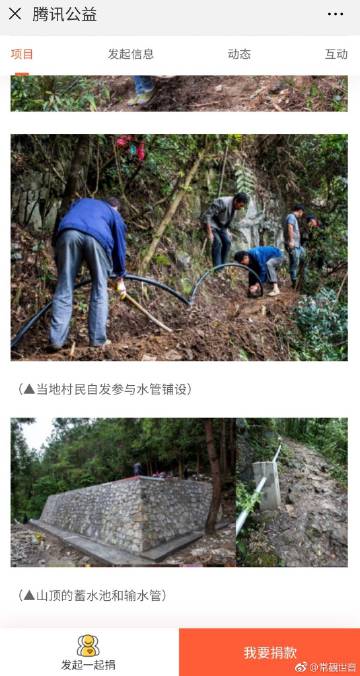 腾讯公益
项目 发起信息 动态 互动
（▲当地村民自发参与水管铺设）
（▲山顶的蓄水池和输水管）
发起一起捐
我要捐款
@常砚世音